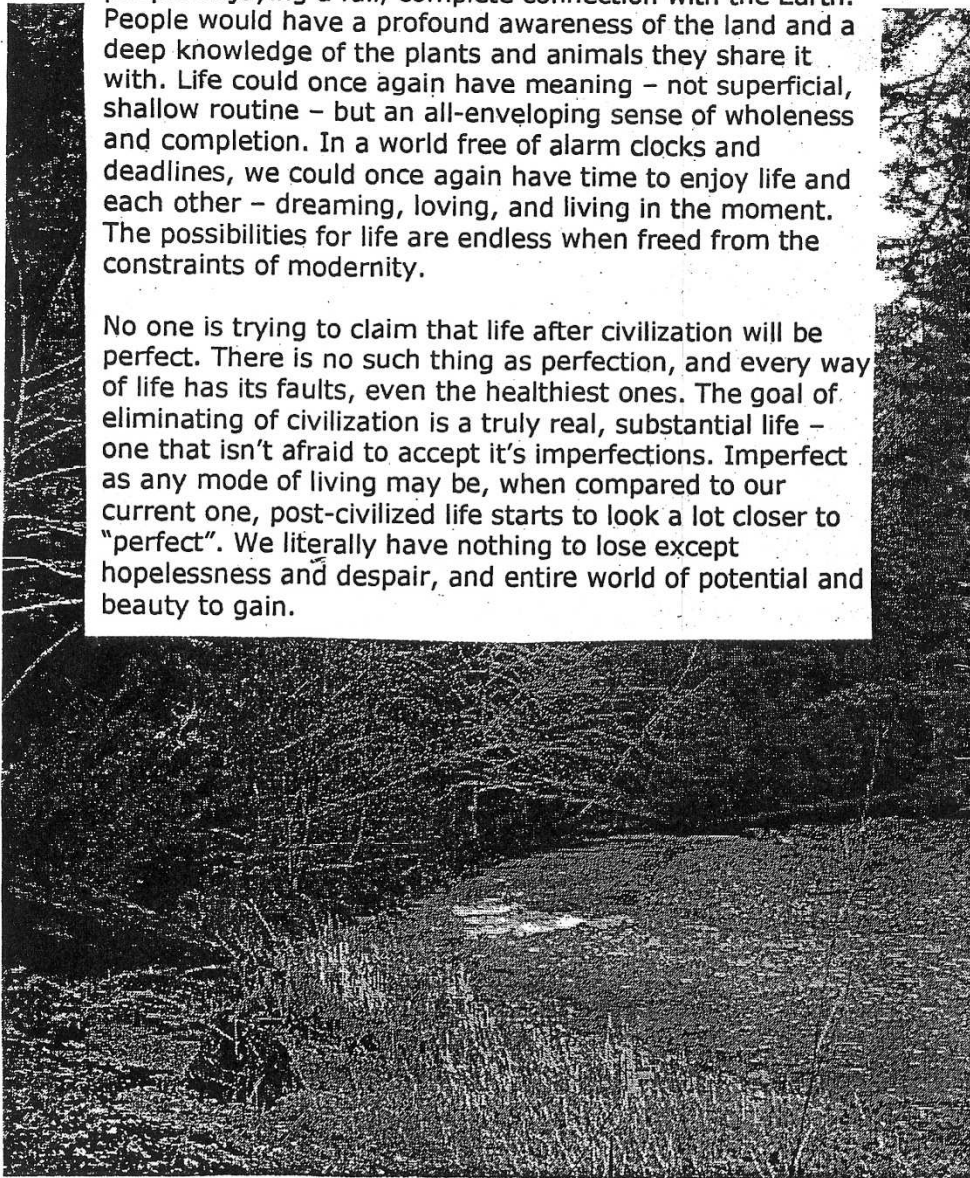 People would have a profound awareness of the land and a
deep knowledge of the plants and animals they share it
with. Life could once again have meaning – not superficial,
shallow routine – but an all-enveloping sense of wholeness
and completion. In a world free of alarm clocks and
deadlines, we could once again have time to enjoy life and
each other – dreaming, loving, and living in the moment.
The possibilities for life are endless when freed from the
constraints of modernity.
No one is trying to claim that life after civilization will be
perfect. There is no such thing as perfection, and every way
of life has its faults, even the healthiest ones. The goal of
eliminating of civilization is a truly real, substantial life –
one that isn't afraid to accept it's imperfections. Imperfect
as any mode of living may be, when compared to our
current one, post-civilized life starts to look a lot closer to
"perfect". We literally have nothing to lose except
hopelessness and despair, and entire world of potential and
beauty to gain.